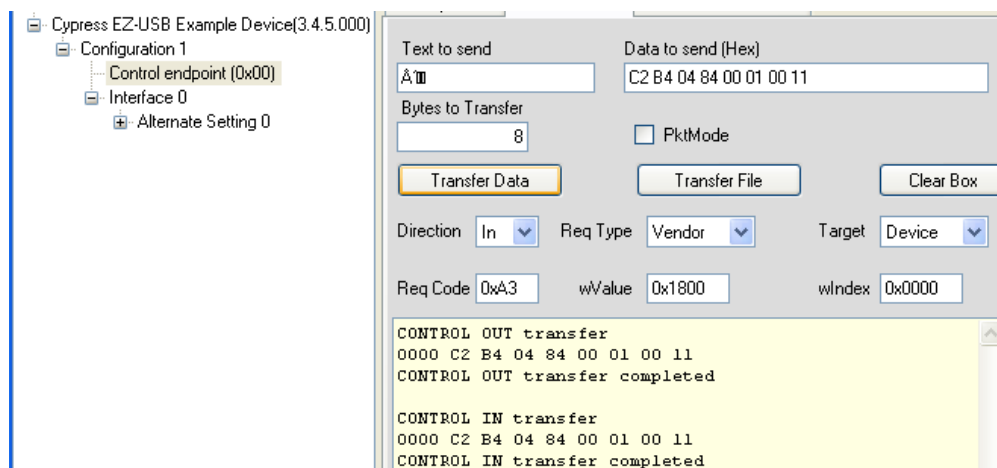 Cypress EZ-USB Example Device(3.4.5.000)
Configuration 1
Control endpoint (0x00)
Interface 0
Alternate Setting 0
Text to send Data to send (Hex)
C2 B4 04 84 00 01 00 11
Bytes to Transfer
8 PktMode
Transfer Data Transfer File Clear Box
Direction In Req Type Vendor Target Device
Req Code 0xA3 wValue 0x1800 wIndex 0x0000
CONTROL OUT transfer
0000 C2 B4 04 84 00 01 00 11
CONTROL OUT transfer completed
CONTROL IN transfer
0000 C2 B4 04 84 00 01 00 11
CONTROL IN transfer completed